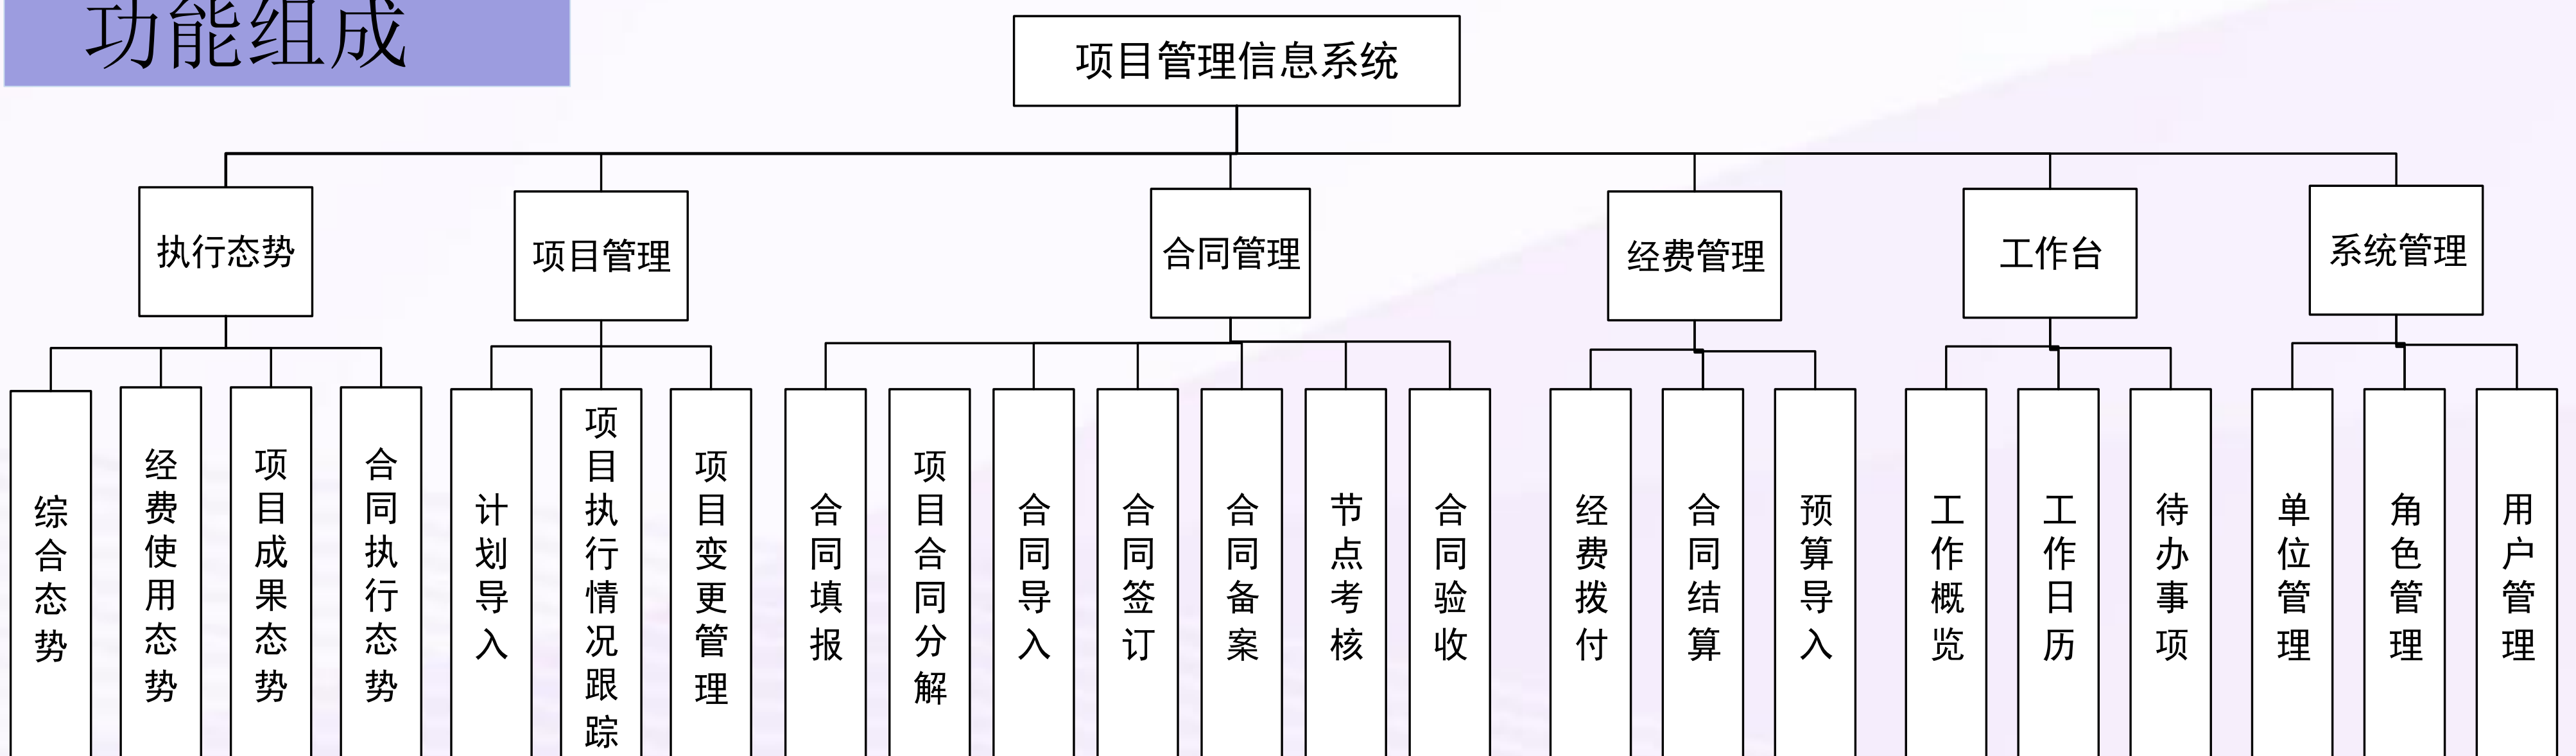 功能组成
项目管理信息系统
执行态势
项目管理
合同管理
经费管理
工作台
系统管理
综合态势
经费使用态势
项目成果态势
合同执行态势
计划导入
项目执行情况跟踪
项目变更管理
合同填报
项目合同分解
合同导入
合同签订
合同备案
节点考核
合同验收
经费拨付
合同结算
预算导入
工作概览
工作日历
待办事项
单位管理
角色管理
用户管理